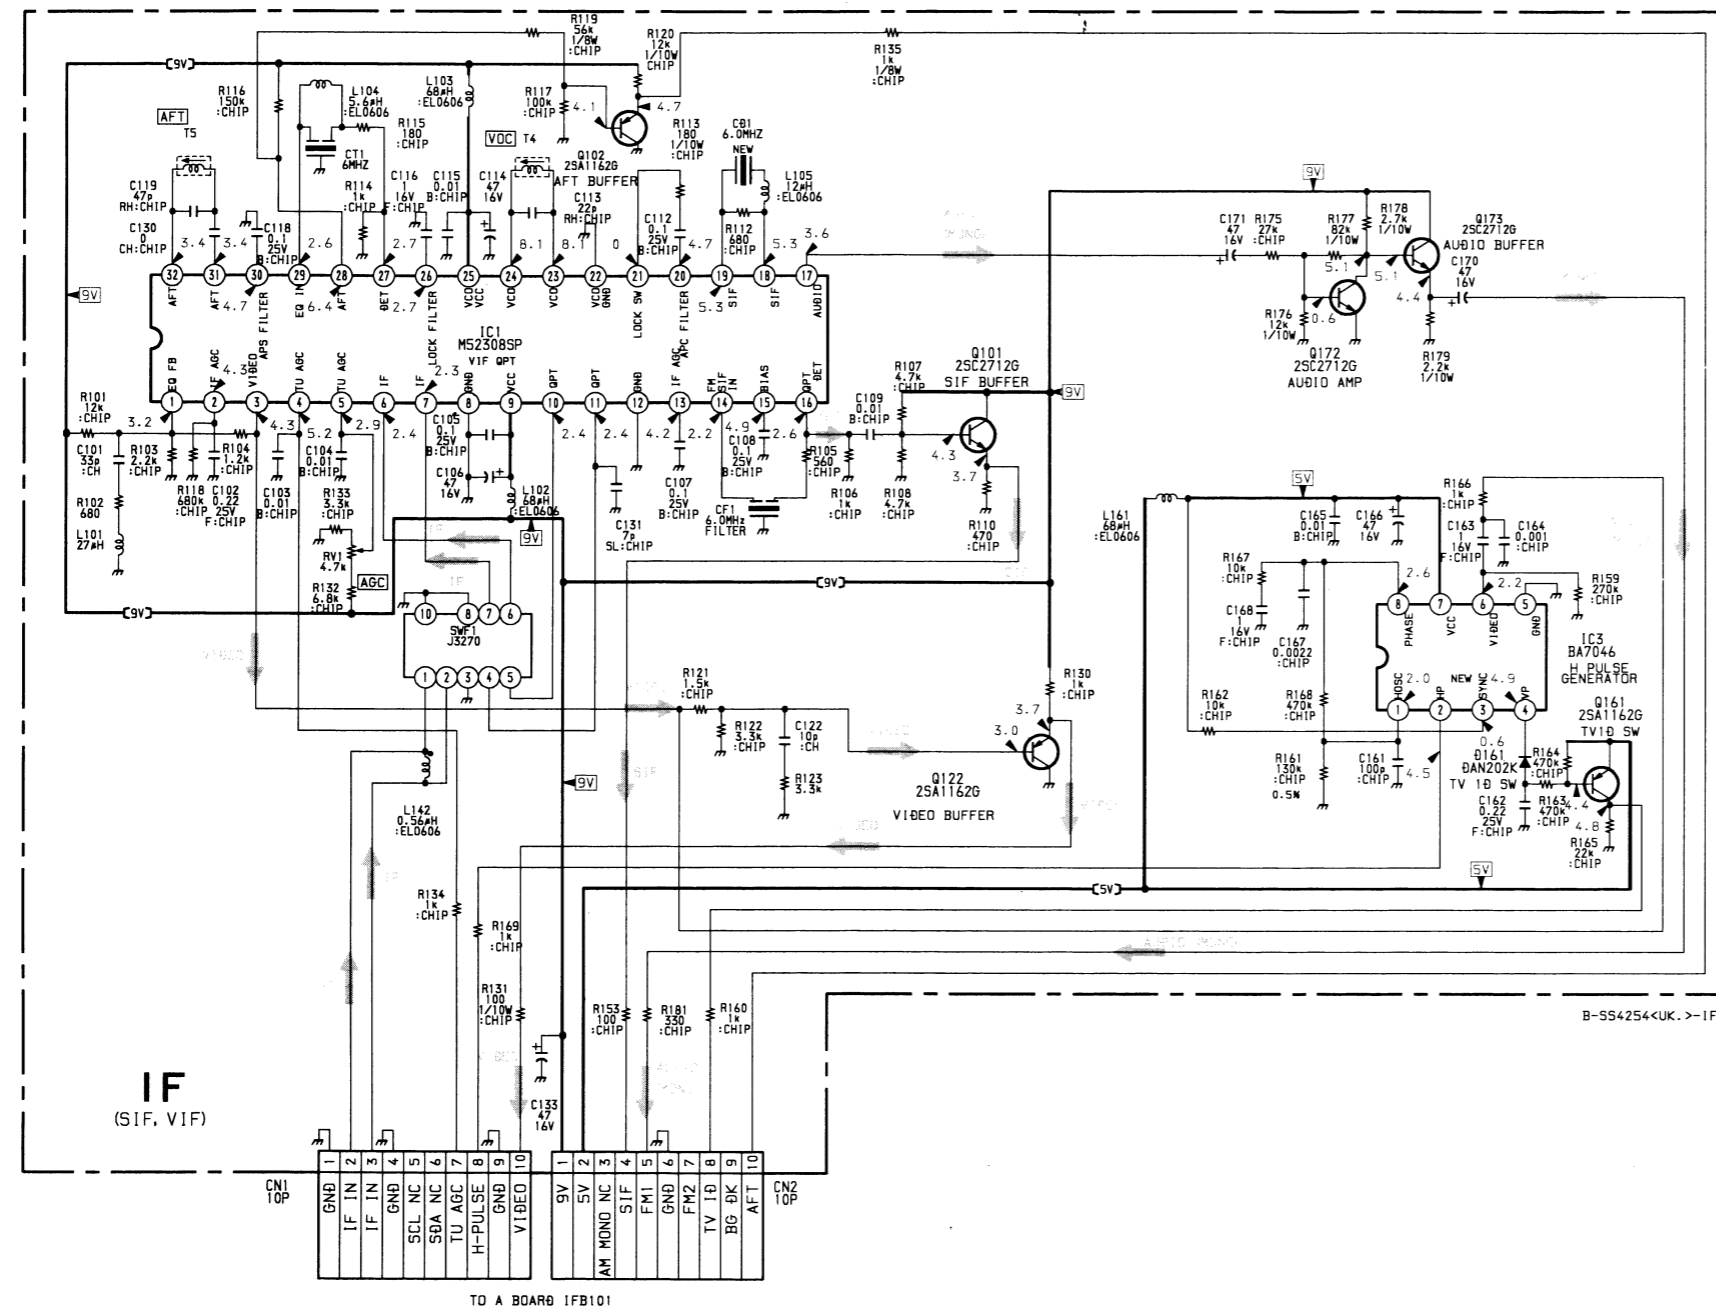 R119
56k
1/8W
:CHIP
R120
12k
1/10W
CHIP
R135
1k
1/8W
:CHIP
[9V]
R116
150k
:CHIP
L104
5.6μH
:EL0606
L103
68μH
:EL0606
R117
100k
:CHIP
4.1
4.7
AFT
T5
R115
180
:CHIP
VOC
T4
R113
180
1/10W
:CHIP
CD1
6.0MHZ
NEW
CT1
6MHZ
Q102
2SA1162G
AFT BUFFER
C119
47p
RH:CHIP
R114
1k
:CHIP
C116
1
16V
F:CHIP
C115
0.01
B:CHIP
C114
47
16V
C113
22p
RH:CHIP
L105
12μH
:EL0606
C130
0
CH:CHIP
C118
0.1
25V
B:CHIP
C112
0.1
25V
B:CHIP
R112
680
:CHIP
3.4
3.4
2.6
2.7
8.1
8.1
0
4.7
5.3
3.6
32
31
30
29
28
27
26
25
24
23
22
21
20
19
18
17
4.7
6.4
2.7
5.3
AFT
AFT
APS FILTER
EQ IN
AFT
DET
LOCK FILTER
VCO
VCC
VCO
VCO
VCO
GND
LOCK SW
APC FILTER
SIF
SIF
AUDIO
IC1
M52308SP
VIF QPT
EQ FB
IF AGC
VIDEO
TU AGC
TU AGC
IF
IF
GND
VCC
QPT
QPT
GND
IF AGC
FM
SIF
IN
BIAS
QPT
DET
4.3
2.3
1
2
3
4
5
6
7
8
9
10
11
12
13
14
15
16
3.2
4.3
5.2
2.9
2.4
2.4
2.4
4.2
2.2
4.9
2.6
9V
R101
12k
:CHIP
C101
33p
:CH
R103
2.2k
:CHIP
R104
1.2k
:CHIP
C104
0.01
B:CHIP
C105
0.1
25V
B:CHIP
C106
47
16V
C108
0.1
25V
B:CHIP
R105
560
:CHIP
R102
680
R118
680k
:CHIP
C102
0.22
25V
F:CHIP
C103
0.01
B:CHIP
R133
3.3k
:CHIP
L102
68μH
:EL0606
C131
7p
SL:CHIP
C107
0.1
25V
B:CHIP
CF1
6.0MHz
FILTER
R106
1k
:CHIP
R108
4.7k
:CHIP
L101
27μH
RV1
4.7k
AGC
R132
6.8k
:CHIP
9V
[9V]
[9V]
C109
0.01
B:CHIP
R107
4.7k
:CHIP
Q101
2SC2712G
SIF BUFFER
4.3
3.7
R110
470
:CHIP
9V
9V
C171
47
16V
R175
27k
:CHIP
R177
82k
1/10W
R178
2.7k
1/10W
Q173
2SC2712G
AUDIO BUFFER
C170
47
16V
5.1
5.1
4.4
0.6
R176
12k
1/10W
Q172
2SC2712G
AUDIO AMP
R179
2.2k
1/10W
10
8
7
6
SWF1
J3270
1
2
3
4
5
L142
0.56μH
:EL0606
R121
1.5k
:CHIP
R122
3.3k
:CHIP
C122
10p
:CH
R123
3.3k
R130
1k
:CHIP
3.7
3.0
Q122
2SA1162G
VIDEO BUFFER
9V
SIF
L161
68μH
:EL0606
5V
C165
0.01
B:CHIP
C166
47
16V
R166
1k
:CHIP
C163
1
16V
F:CHIP
C164
0.001
:CHIP
R167
10k
:CHIP
C168
1
16V
F:CHIP
C167
0.0022
:CHIP
2.6
2.2
R159
270k
:CHIP
8
7
6
5
PHASE
VCC
VIDEO
GND
IC3
BA7046
H PULSE
GENERATOR
HOSC
2.0
HP
NEW
SYNC
4.9
VP
1
2
3
4
R162
10k
:CHIP
R168
470k
:CHIP
R161
130k
:CHIP
0.5%
C161
100p
:CHIP
4.5
0.6
D161
DAN202K
TV ID SW
R164
470k
:CHIP
Q161
2SA1162G
TVID SW
C162
0.22
25V
F:CHIP
R163
470k
:CHIP
4.4
4.8
R165
22k
:CHIP
5V
[5V]
R134
1k
:CHIP
R169
1k
:CHIP
R131
100
1/10W
:CHIP
R153
100
:CHIP
R181
330
:CHIP
R160
1k
:CHIP
C133
47
16V
B-SS4254<UK.>-IF
IF
(SIF, VIF)
CN1
10P
1 GND
2 IF IN
3 IF IN
4 GND
5 SCL NC
6 SDA NC
7 TU AGC
8 H-PULSE
9 GND
10 VIDEO
1 9V
2 5V
3 AM MONO NC
4 SIF
5 FM1
6 GND
7 FM2
8 TV ID
9 BG DK
10 AFT
CN2
10P
TO A BOARD IFB101